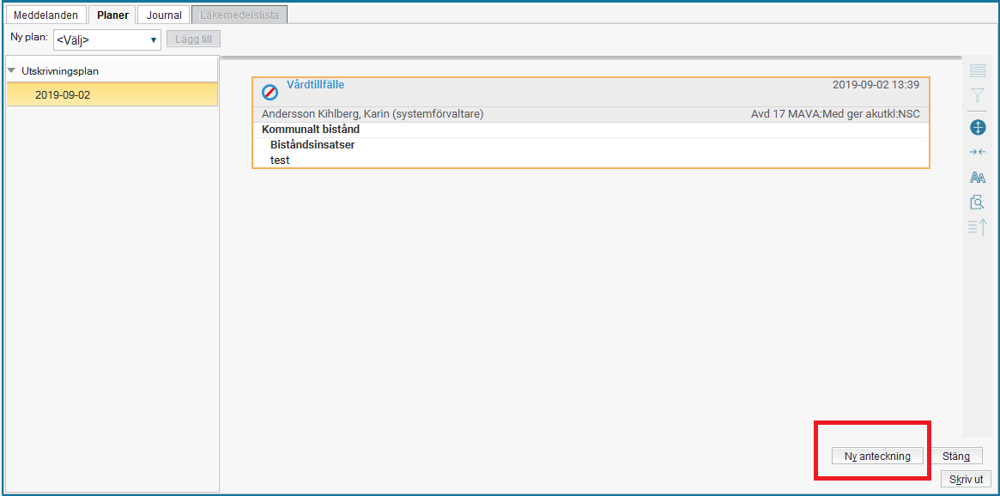 Meddelanden Planer Journal Läkemedelslista
Ny plan: <Välj> Lägg till
Utskrivningsplan
2019-09-02
Vårdtillfälle 2019-09-02 13:39
Andersson Kihlberg, Karin (systemförvaltare) Avd 17 MAVA:Med ger akutkl:NSC
Kommunalt bistånd
Biståndsinsatser
test
AA
Ny anteckning Stäng
Skriv ut